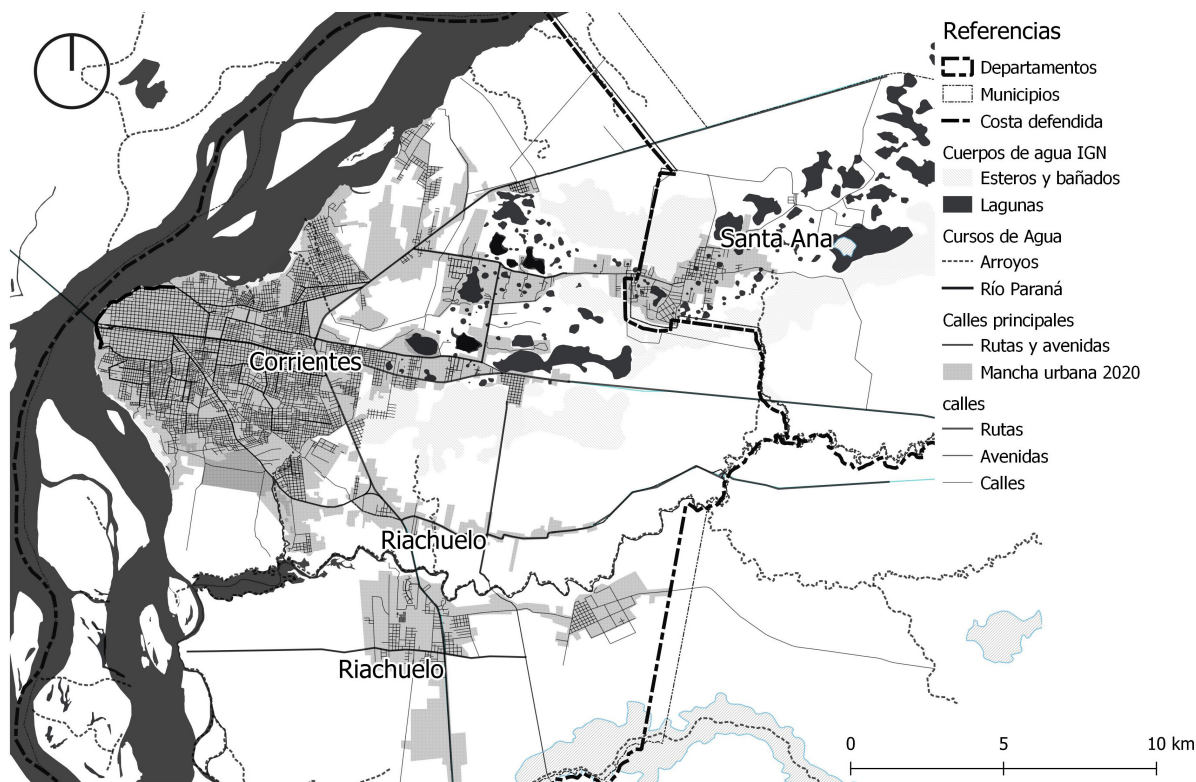 Referencias
Departamentos
Municipios
Costa defendida
Cuerpos de agua IGN
Esteros y bañados
Lagunas
Cursos de Agua
Arroyos
Río Paraná
Calles principales
Rutas y avenidas
Mancha urbana 2020
calles
Rutas
Avenidas
Calles
Santa Ana
Corrientes
Riachuelo
Riachuelo
0 5 10 km